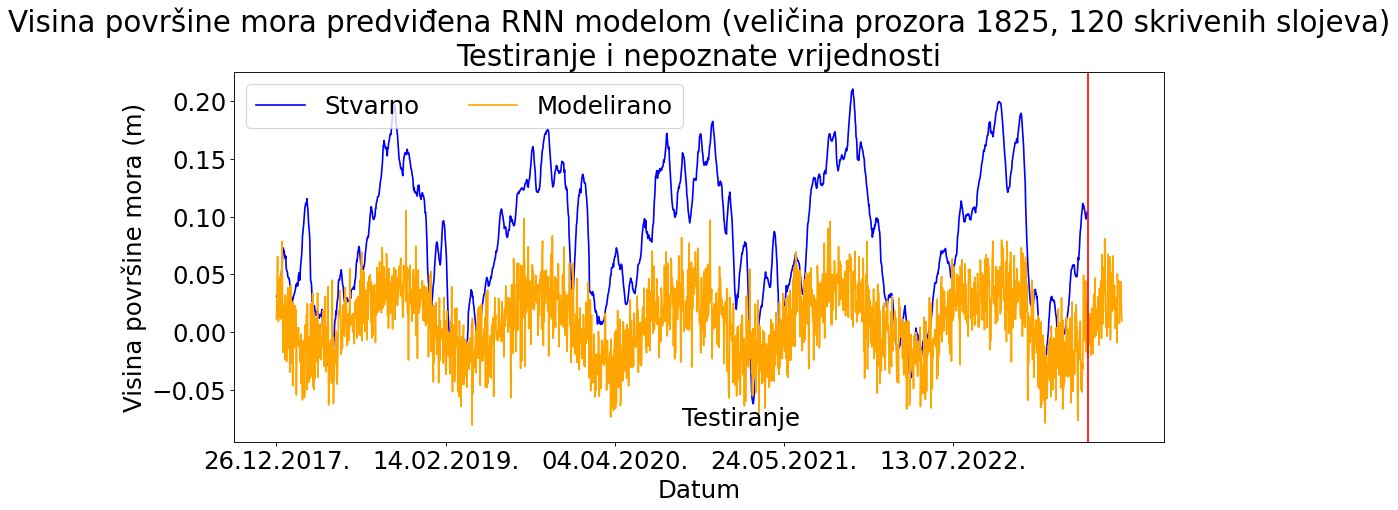 Visina površine mora predviđena RNN modelom (veličina prozora 1825, 120 skrivenih slojeva)
Testiranje i nepoznate vrijednosti
Stvarno Modelirano
Visina površine mora (m)
0.20
0.15
0.10
0.05
0.00
−0.05
Testiranje
26.12.2017. 14.02.2019. 04.04.2020. 24.05.2021. 13.07.2022.
Datum